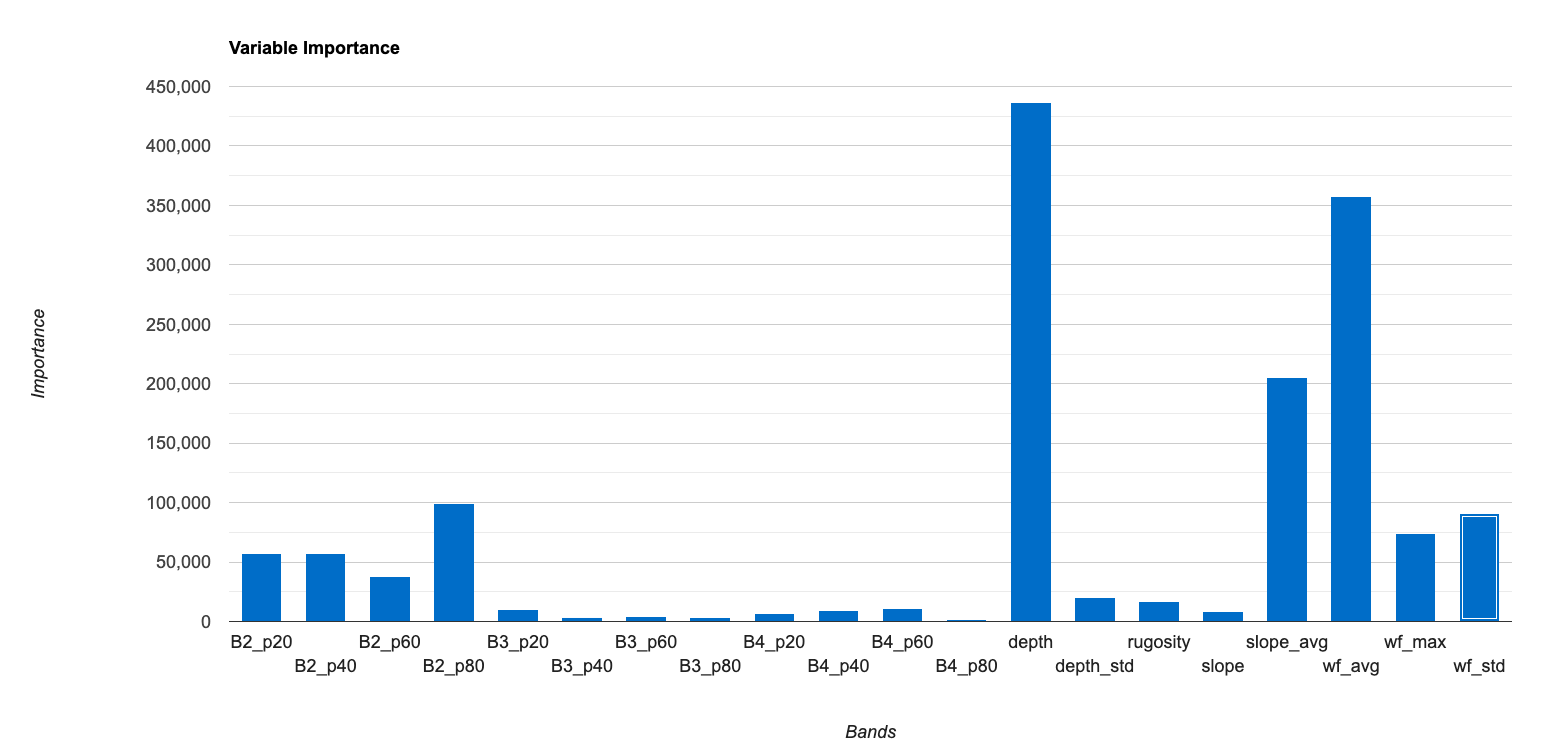 Variable Importance
450,000
400,000
350,000
300,000
250,000
200,000
150,000
100,000
50,000
0
Importance
B2_p20 B2_p60 B3_p20 B3_p60 B4_p20 B4_p60 depth rugosity slope_avg wf_max
B2_p40 B2_p80 B3_p40 B3_p80 B4_p40 B4_p80 depth_std slope wf_avg wf_std
Bands